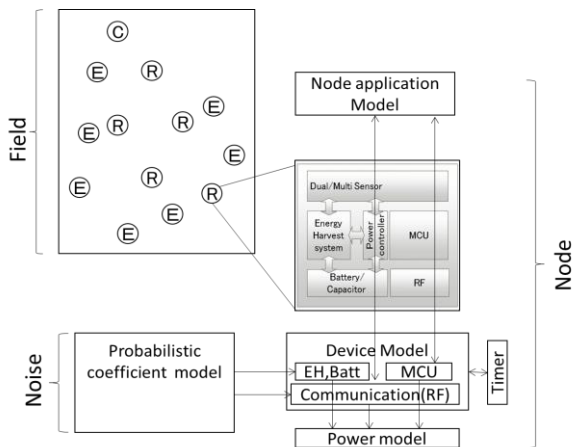 Field
C
E
R
E
E
R
R
E
E
R
R
E
E
E
Node application
Model
Dual/Multi Sensor
Energy
Harvest
system
Power
controller
MCU
Battery/
Capacitor
RF
Node
Noise
Probabilistic
coefficient model
Device Model
EH,Batt
MCU
Communication(RF)
Timer
Power model